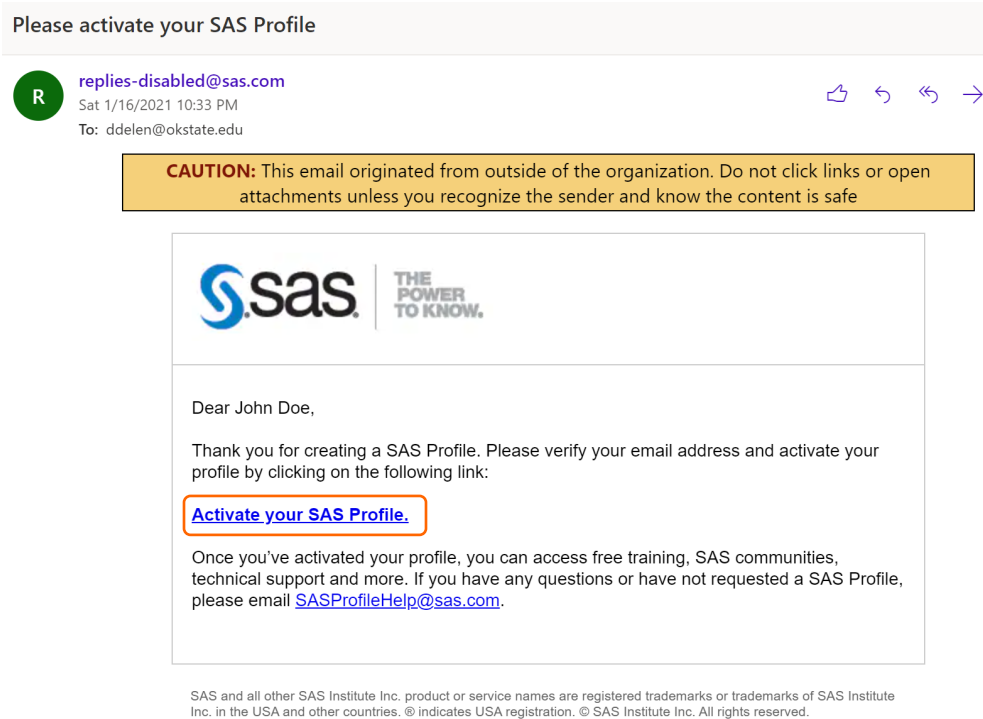 Please activate your SAS Profile
R
replies-disabled@sas.com
Sat 1/16/2021 10:33 PM
To: ddelen@okstate.edu
CAUTION: This email originated from outside of the organization. Do not click links or open
attachments unless you recognize the sender and know the content is safe
S.sas. THE
POWER
TO KNOW.
Dear John Doe,
Thank you for creating a SAS Profile. Please verify your email address and activate your
profile by clicking on the following link:
Activate your SAS Profile.
Once you've activated your profile, you can access free training, SAS communities,
technical support and more. If you have any questions or have not requested a SAS Profile,
please email SASProfileHelp@sas.com.
SAS and all other SAS Institute Inc. product or service names are registered trademarks or trademarks of SAS Institute
Inc. in the USA and other countries. ® indicates USA registration. © SAS Institute Inc. All rights reserved.